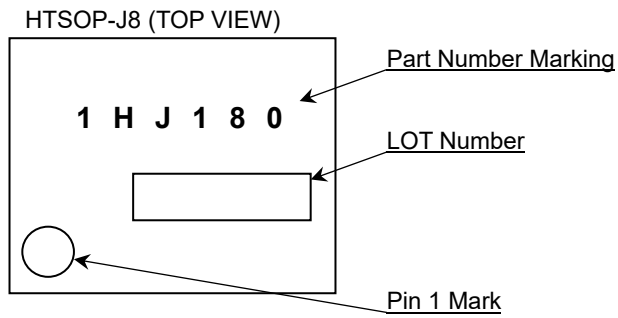 HTSOP-J8 (TOP VIEW)
Part Number Marking
1 H J 1 8 0
LOT Number
Pin 1 Mark